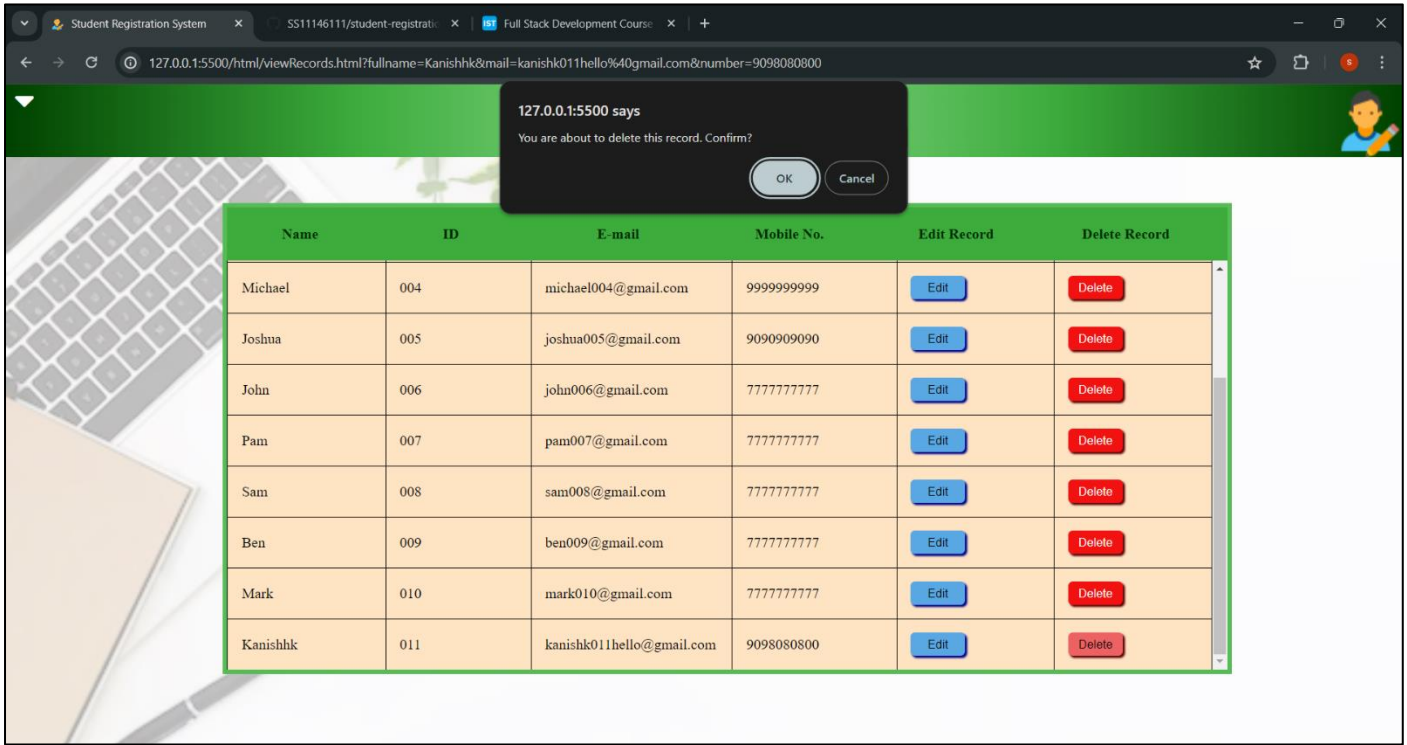 Student Registration System
SS11146111/student-registratic
IST Full Stack Development Course
127.0.0.1:5500/html/viewRecords.html?fullname=Kanishhk&mail=kanishk011hello%40gmail.com&number=9098080800
S
127.0.0.1:5500 says
You are about to delete this record. Confirm?
OK Cancel
Name ID E-mail Mobile No. Edit Record Delete Record
Michael 004 michael004@gmail.com 9999999999 Edit Delete
Joshua 005 joshua005@gmail.com 9090909090 Edit Delete
John 006 john006@gmail.com 7777777777 Edit Delete
Pam 007 pam007@gmail.com 7777777777 Edit Delete
Sam 008 sam008@gmail.com 7777777777 Edit Delete
Ben 009 ben009@gmail.com 7777777777 Edit Delete
Mark 010 mark010@gmail.com 7777777777 Edit Delete
Kanishhk 011 kanishk011hello@gmail.com 9098080800 Edit Delete